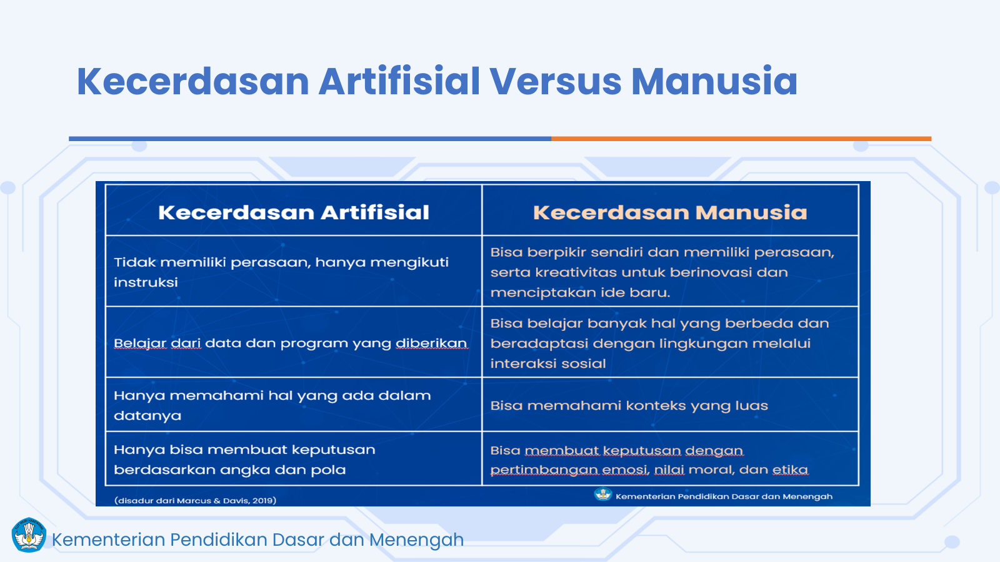 Kecerdasan Artifisial Versus Manusia
Kecerdasan Artifisial
Kecerdasan Manusia
Tidak memiliki perasaan, hanya mengikuti
instruksi
Bisa berpikir sendiri dan memiliki perasaan,
serta kreativitas untuk berinovasi dan
menciptakan ide baru.
Belajar dari data dan program yang diberikan
Bisa belajar banyak hal yang berbeda dan
beradaptasi dengan lingkungan melalui
interaksi sosial
Hanya memahami hal yang ada dalam
datanya
Bisa memahami konteks yang luas
Hanya bisa membuat keputusan
berdasarkan angka dan pola
Bisa membuat keputusan dengan
pertimbangan emosi, nilai moral, dan etika
(disadur dari Marcus & Davis, 2019)
Kementerian Pendidikan Dasar dan Menengah
Kementerian Pendidikan Dasar dan Menengah